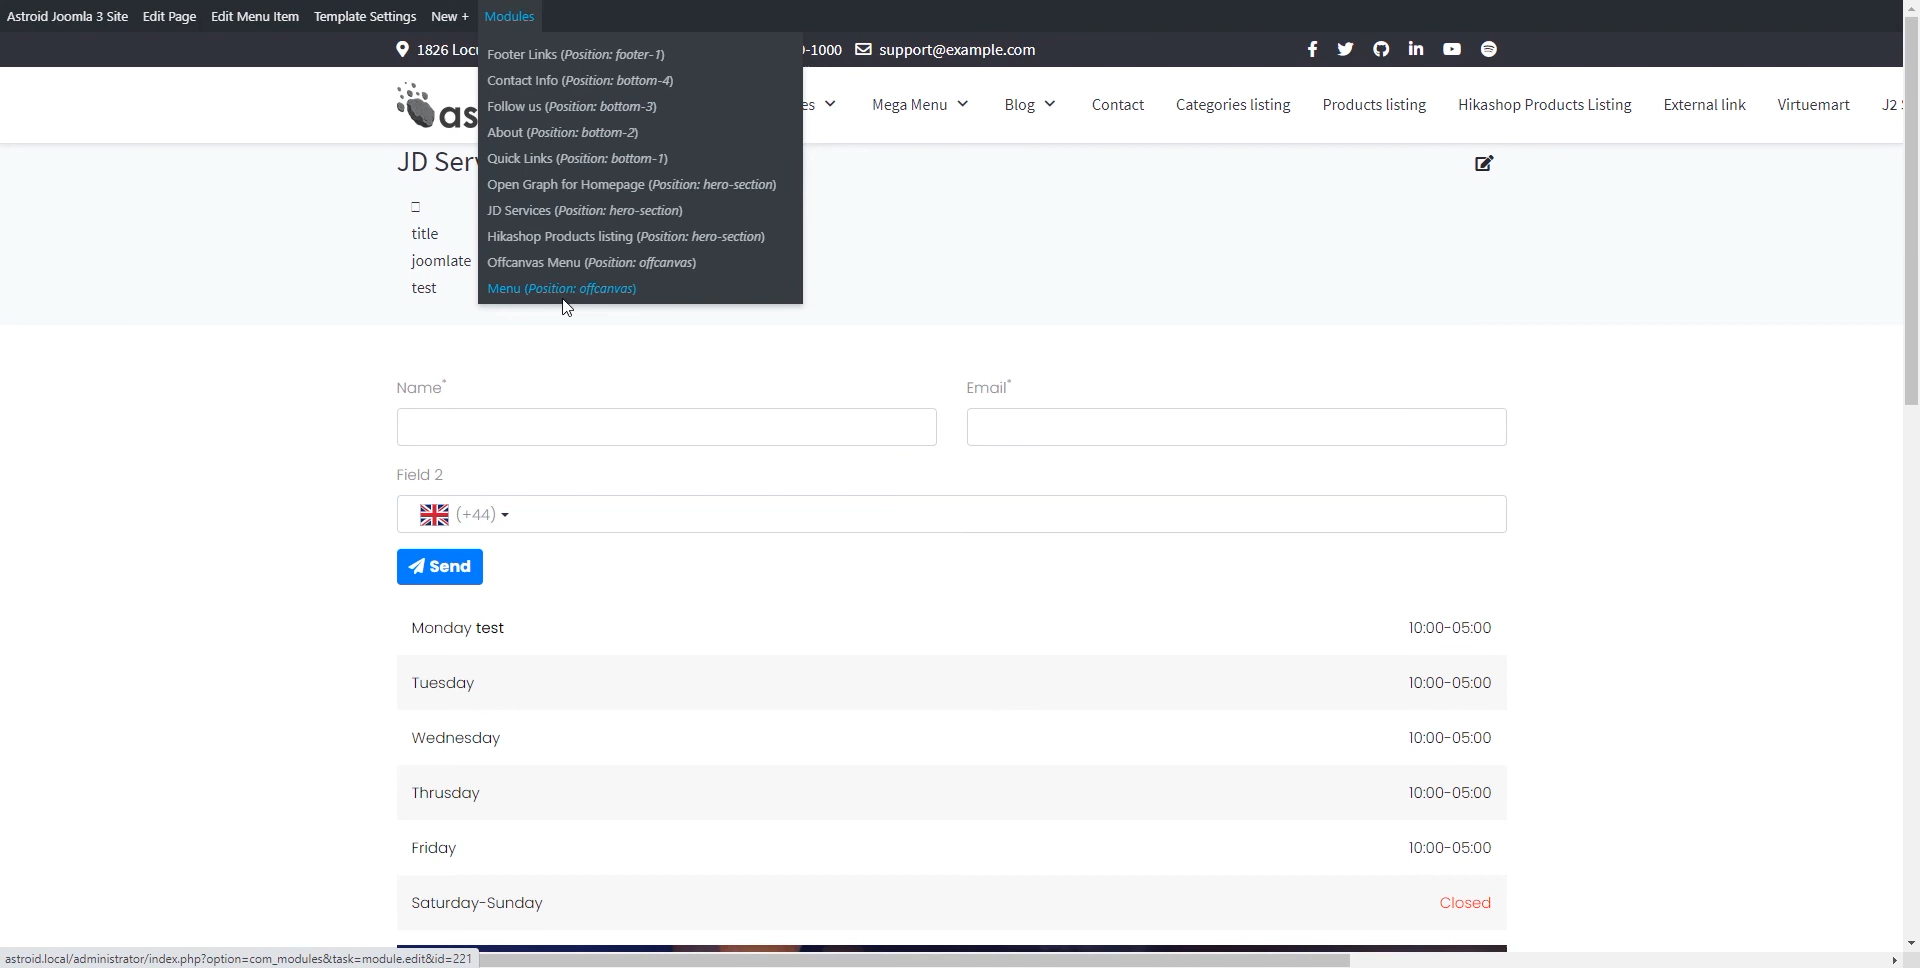 Astroid Joomla 3 Site Edit Page Edit Menu Item Template Settings New + Modules
1826 Locu -1000 support@example.com
Footer Links (Position: footer-1)
Contact Info (Position: bottom-4)
Follow us (Position: bottom-3)
About (Position: bottom-2)
Quick Links (Position: bottom-1)
Open Graph for Homepage (Position: hero-section)
JD Services (Position: hero-section)
Hikashop Products listing (Position: hero-section)
Offcanvas Menu (Position: offcanvas)
Menu (Position: offcanvas)
as es Mega Menu Blog Contact Categories listing Products listing Hikashop Products Listing External link Virtuemart J2
JD Serv
title
joomlate
test
Name* Email*
Field 2
(+44)
Send
Monday test 10:00-05:00
Tuesday 10:00-05:00
Wednesday 10:00-05:00
Thrusday 10:00-05:00
Friday 10:00-05:00
Saturday-Sunday Closed
astroid.local/administrator/index.php?option=com_modules&task=module.edit&id=221